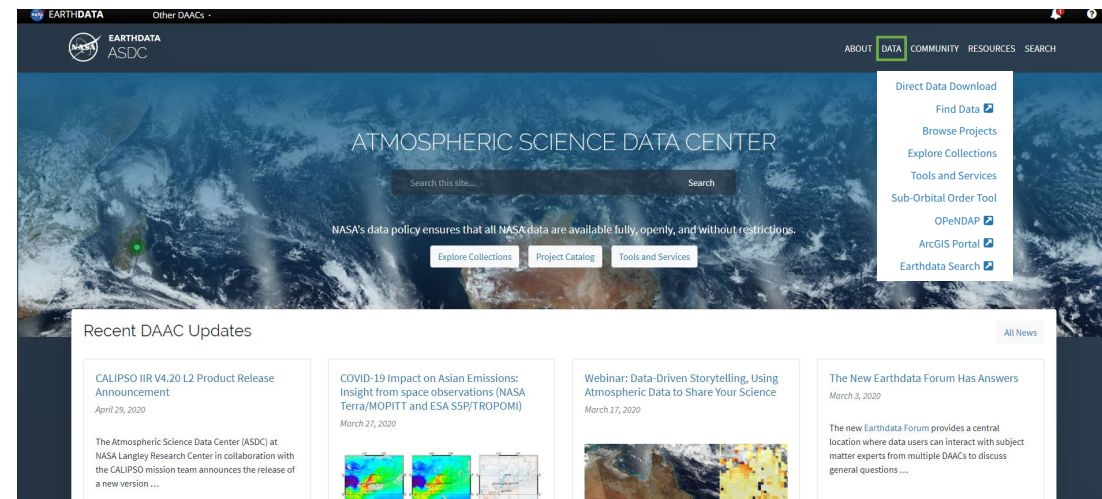 EARTHDATA
Other DAACs
1
?
NASA
EARTHDATA
ASDC
ABOUT DATA COMMUNITY RESOURCES SEARCH
Direct Data Download
Find Data
Browse Projects
Explore Collections
Tools and Services
Sub-Orbital Order Tool
OPeNDAP
ArcGIS Portal
Earthdata Search
ATMOSPHERIC SCIENCE DATA CENTER
Search this site... Search
NASA's data policy ensures that all NASA data are available fully, openly, and without restrictions.
Explore Collections Project Catalog Tools and Services
Recent DAAC Updates
All News
CALIPSO IIR V4.20 L2 Product Release
Announcement
April 29, 2020
The Atmospheric Science Data Center (ASDC) at
NASA Langley Research Center in collaboration with
the CALIPSO mission team announces the release of
a new version ...
COVID-19 Impact on Asian Emissions:
Insight from space observations (NASA
Terra/MOPITT and ESA S5P/TROPOMI)
March 27, 2020
Webinar: Data-Driven Storytelling, Using
Atmospheric Data to Share Your Science
March 17, 2020
The New Earthdata Forum Has Answers
March 3, 2020
The new Earthdata Forum provides a central
location where data users can interact with subject
matter experts from multiple DAACs to discuss
general questions ...